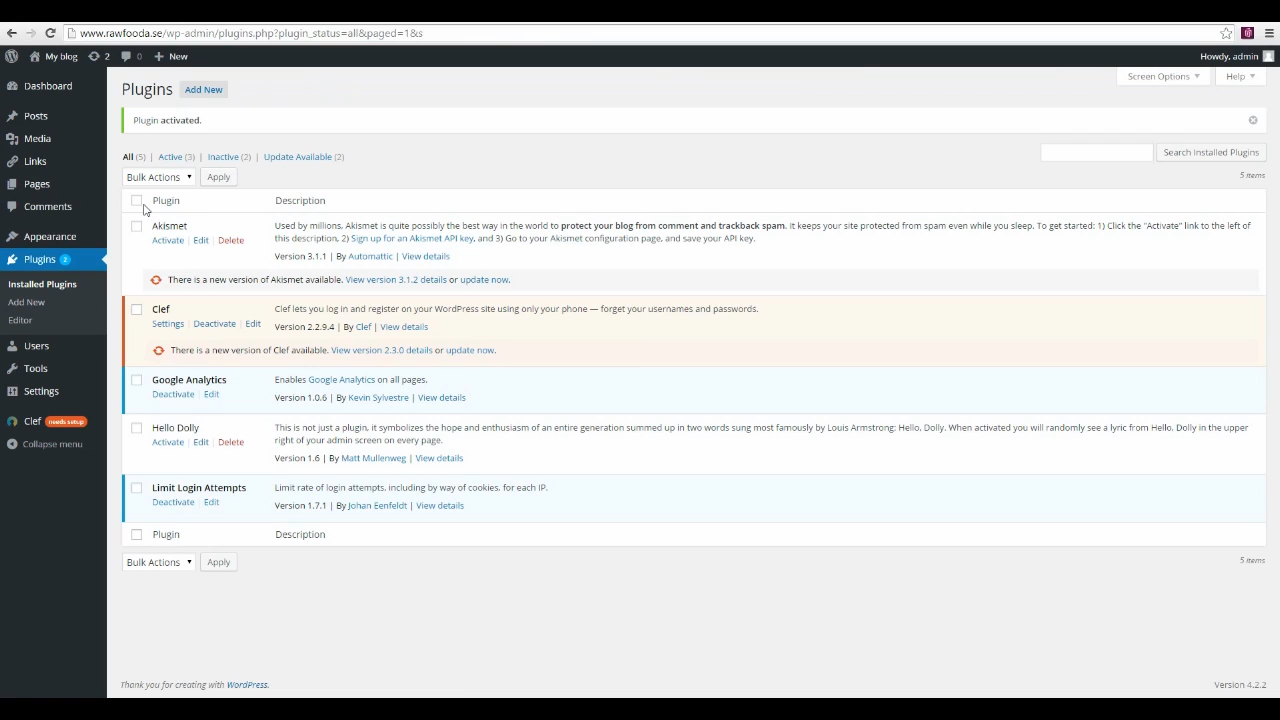 www.rawfooda.se/wp-admin/plugins.php?plugin_status=all&paged=1&s
My blog 2 0 New Howdy, admin
Dashboard
Posts
Media
Links
Pages
Comments
Appearance
Plugins 2
Installed Plugins
Add New
Editor
Users
Tools
Settings
Clef needs setup
Collapse menu
Screen Options Help
Plugins Add New
Plugin activated.
All (5) | Active (3) | Inactive (2) | Update Available (2)
Search Installed Plugins
Bulk Actions Apply
5 items
Plugin Description
Akismet
Activate | Edit | Delete
Used by millions, Akismet is quite possibly the best way in the world to protect your blog from comment and trackback spam. It keeps your site protected from spam even while you sleep. To get started: 1) Click the "Activate" link to the left of
this description, 2) Sign up for an Akismet API key, and 3) Go to your Akismet configuration page, and save your API key.
Version 3.1.1 | By Automattic | View details
There is a new version of Akismet available. View version 3.1.2 details or update now.
Clef
Settings | Deactivate | Edit
Clef lets you log in and register on your WordPress site using only your phone — forget your usernames and passwords.
Version 2.2.9.4 | By Clef | View details
There is a new version of Clef available. View version 2.3.0 details or update now.
Google Analytics
Deactivate | Edit
Enables Google Analytics on all pages.
Version 1.0.6 | By Kevin Sylvestre | View details
Hello Dolly
Activate | Edit | Delete
This is not just a plugin, it symbolizes the hope and enthusiasm of an entire generation summed up in two words sung most famously by Louis Armstrong: Hello, Dolly. When activated you will randomly see a lyric from Hello, Dolly in the upper
right of your admin screen on every page.
Version 1.6 | By Matt Mullenweg | View details
Limit Login Attempts
Deactivate | Edit
Limit rate of login attempts, including by way of cookies, for each IP.
Version 1.7.1 | By Johan Eenfeldt | View details
Plugin Description
Bulk Actions Apply
5 items
Thank you for creating with WordPress.
Version 4.2.2